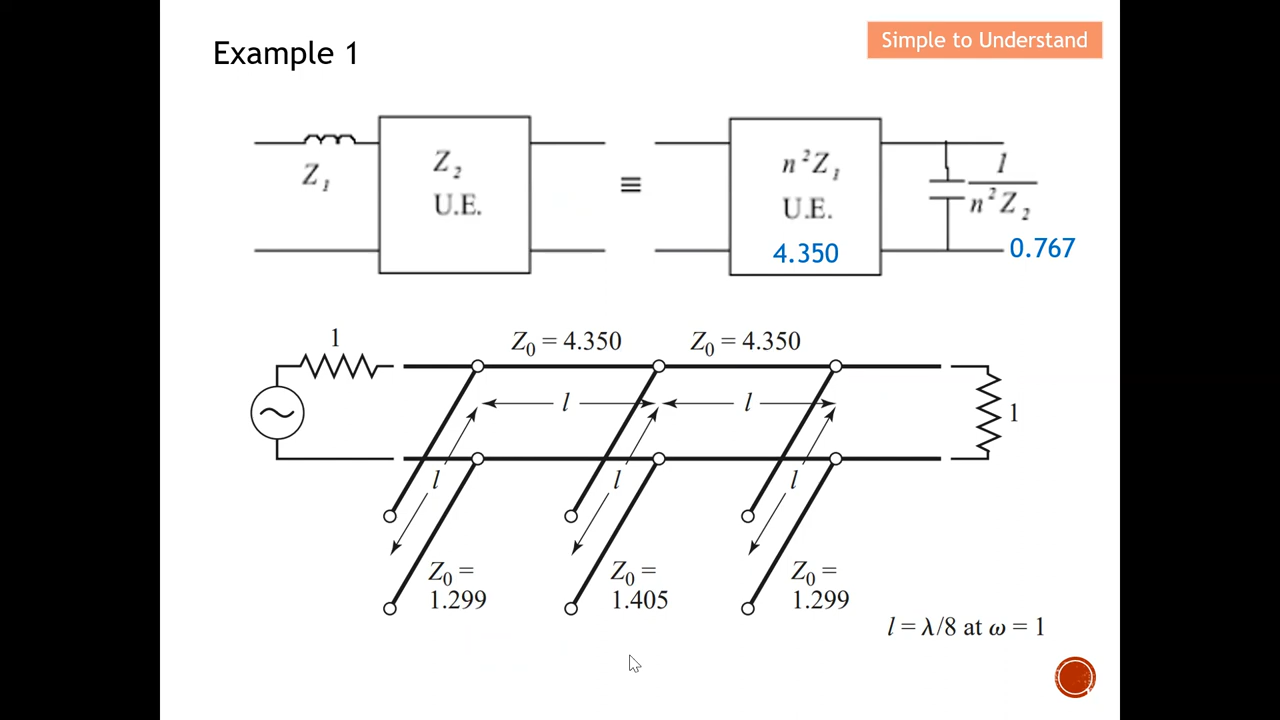 Example 1
Simple to Understand
Z₁
Z₂
U.E.
≡
n²Z₁
U.E.
4.350
1
n²Z₂
0.767
1
Z₀ = 4.350
Z₀ = 4.350
l
l
1
l
l
l
Z₀ =
1.299
Z₀ =
1.405
Z₀ =
1.299
l = λ/8 at ω = 1